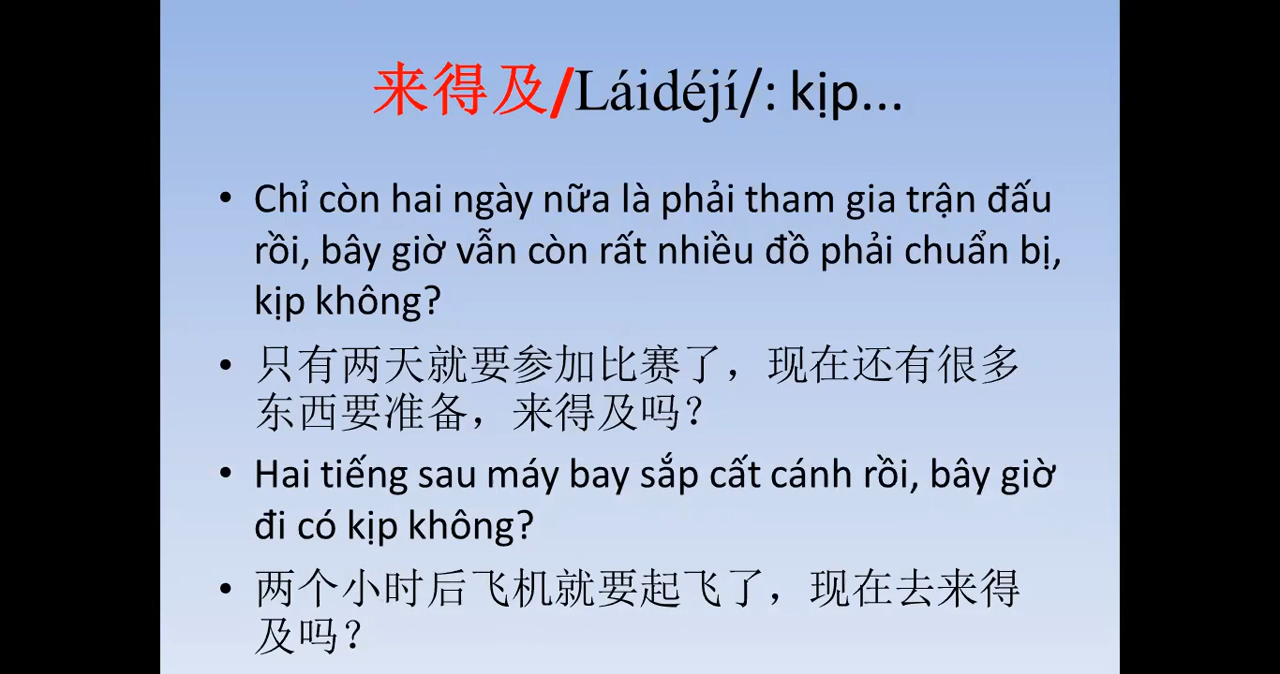 来得及/Láidéjí/: kịp...
• Chỉ còn hai ngày nữa là phải tham gia trận đấu
rồi, bây giờ vẫn còn rất nhiều đồ phải chuẩn bị,
kịp không?
• 只有两天就要参加比赛了，现在还有很多
东西要准备，来得及吗？
• Hai tiếng sau máy bay sắp cất cánh rồi, bây giờ
đi có kịp không?
• 两个小时后飞机就要起飞了，现在去来得
及吗？